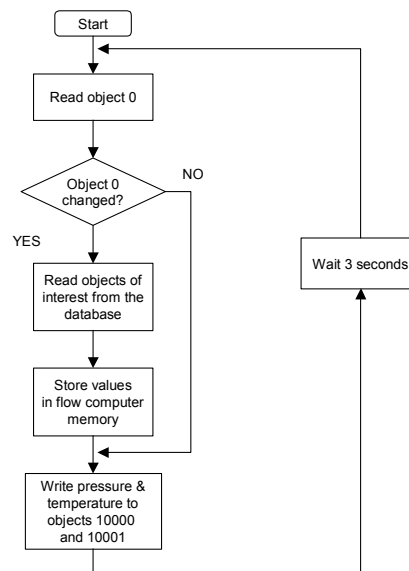 Start
Read object 0
Object 0
changed?
NO
YES
Read objects of
interest from the
database
Wait 3 seconds
Store values
in flow computer
memory
Write pressure &
temperature to
objects 10000
and 10001